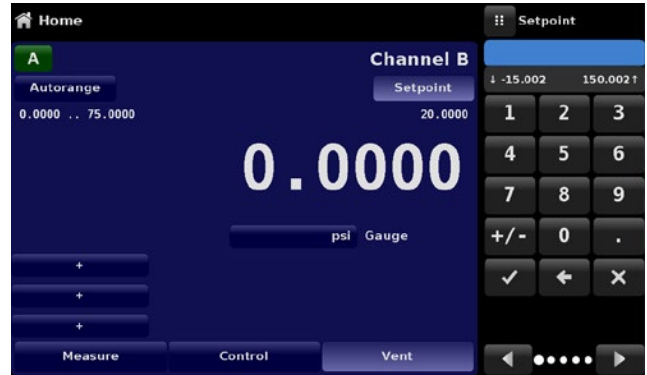 Home
A
Channel B
Autorange
Setpoint
0.0000 .. 75.0000
20.0000
0.0000
psi Gauge
+
+
+
Measure Control Vent
Setpoint
↓ -15.002 150.002↑
1 2 3
4 5 6
7 8 9
+/- 0 .